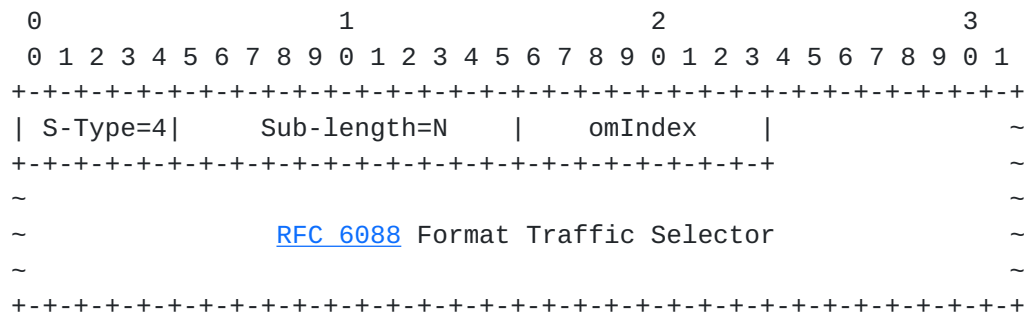 0                   1                   2                   3
 0 1 2 3 4 5 6 7 8 9 0 1 2 3 4 5 6 7 8 9 0 1 2 3 4 5 6 7 8 9 0 1
+-+-+-+-+-+-+-+-+-+-+-+-+-+-+-+-+-+-+-+-+-+-+-+-+-+-+-+-+-+-+-+-+
| S-Type=4|     Sub-length=N    |    omIndex    |               ~
+-+-+-+-+-+-+-+-+-+-+-+-+-+-+-+-+-+-+-+-+-+-+-+-+               ~
~                                                               ~
~                RFC 6088 Format Traffic Selector               ~
~                                                               ~
+-+-+-+-+-+-+-+-+-+-+-+-+-+-+-+-+-+-+-+-+-+-+-+-+-+-+-+-+-+-+-+-+